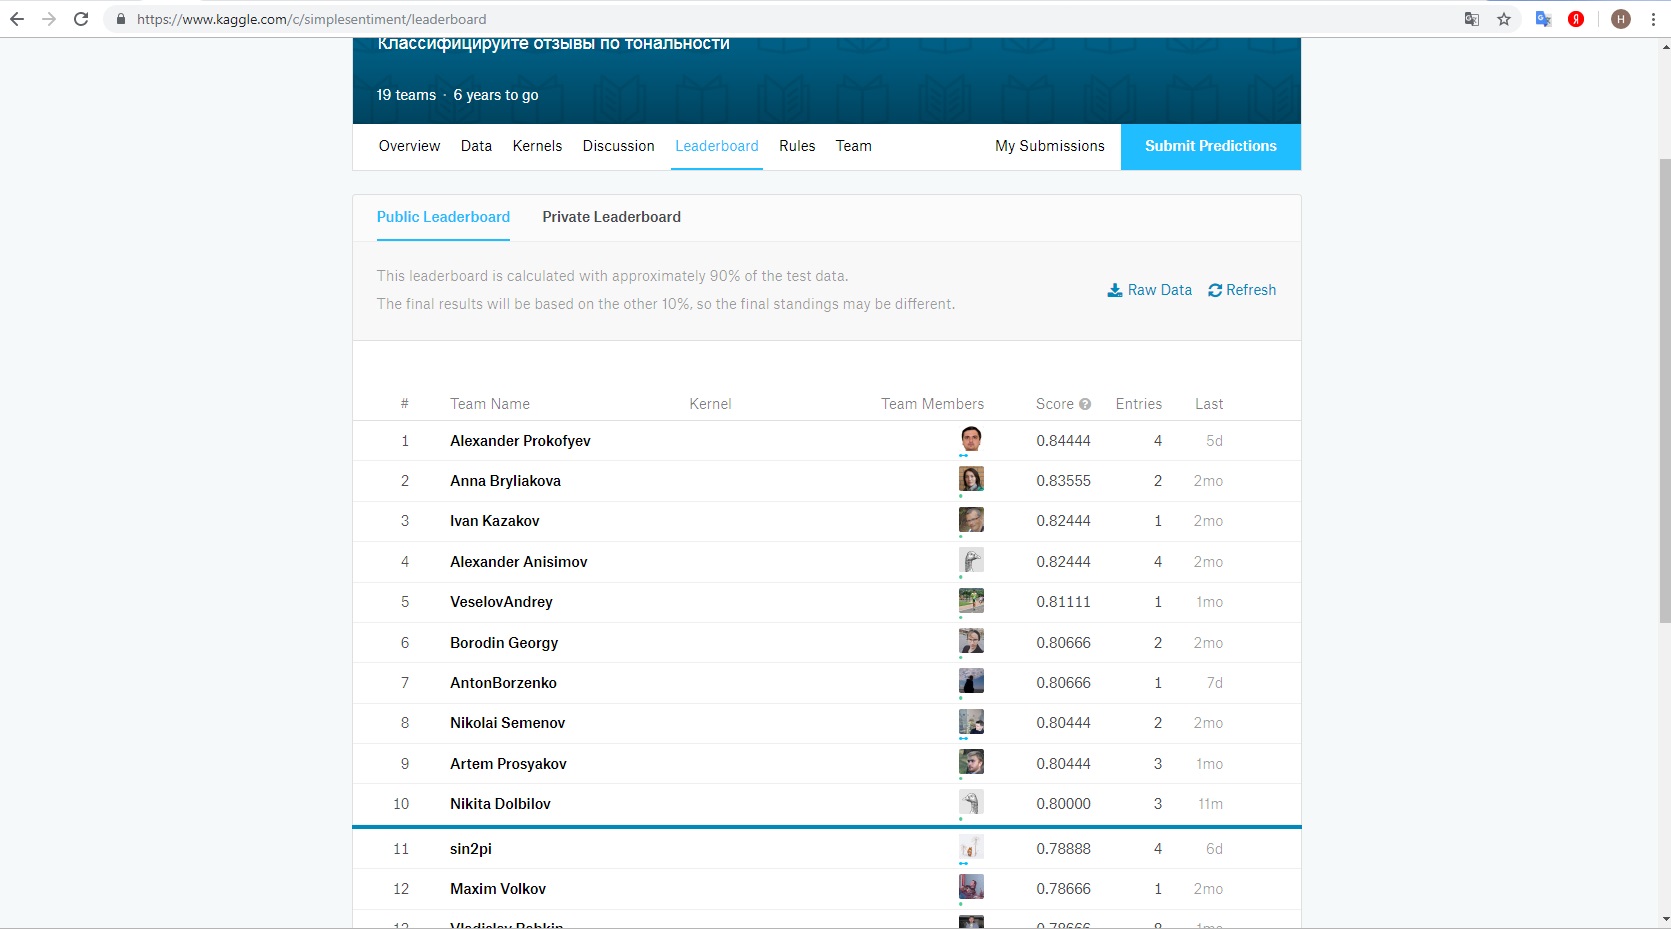 https://www.kaggle.com/c/simplesentiment/leaderboard
H
Классифицируйте отзывы по тональности
19 teams · 6 years to go
Overview Data Kernels Discussion Leaderboard Rules Team My Submissions Submit Predictions
Public Leaderboard Private Leaderboard
This leaderboard is calculated with approximately 90% of the test data.
The final results will be based on the other 10%, so the final standings may be different.
Raw Data Refresh
# Team Name Kernel Team Members Score Entries Last
1 Alexander Prokofyev 0.84444 4 5d
2 Anna Bryliakova 0.83555 2 2mo
3 Ivan Kazakov 0.82444 1 2mo
4 Alexander Anisimov 0.82444 4 2mo
5 VeselovAndrey 0.81111 1 1mo
6 Borodin Georgy 0.80666 2 2mo
7 AntonBorzenko 0.80666 1 7d
8 Nikolai Semenov 0.80444 2 2mo
9 Artem Prosyakov 0.80444 3 1mo
10 Nikita Dolbilov 0.80000 3 11m
11 sin2pi 0.78888 4 6d
12 Maxim Volkov 0.78666 1 2mo